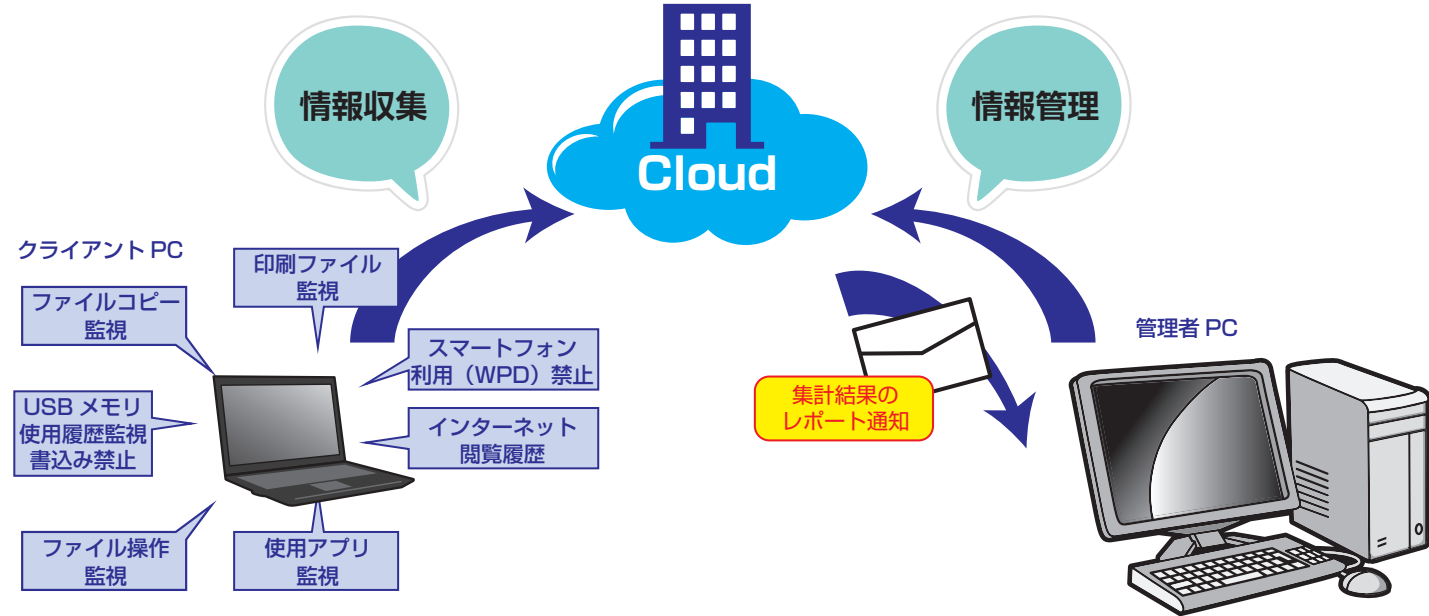 情報収集
情報管理
Cloud
クライアント PC
印刷ファイル
監視
ファイルコピー
監視
スマートフォン
利用（WPD）禁止
USB メモリ
使用履歴監視
書込み禁止
インターネット
閲覧履歴
ファイル操作
監視
使用アプリ
監視
集計結果の
レポート通知
管理者 PC